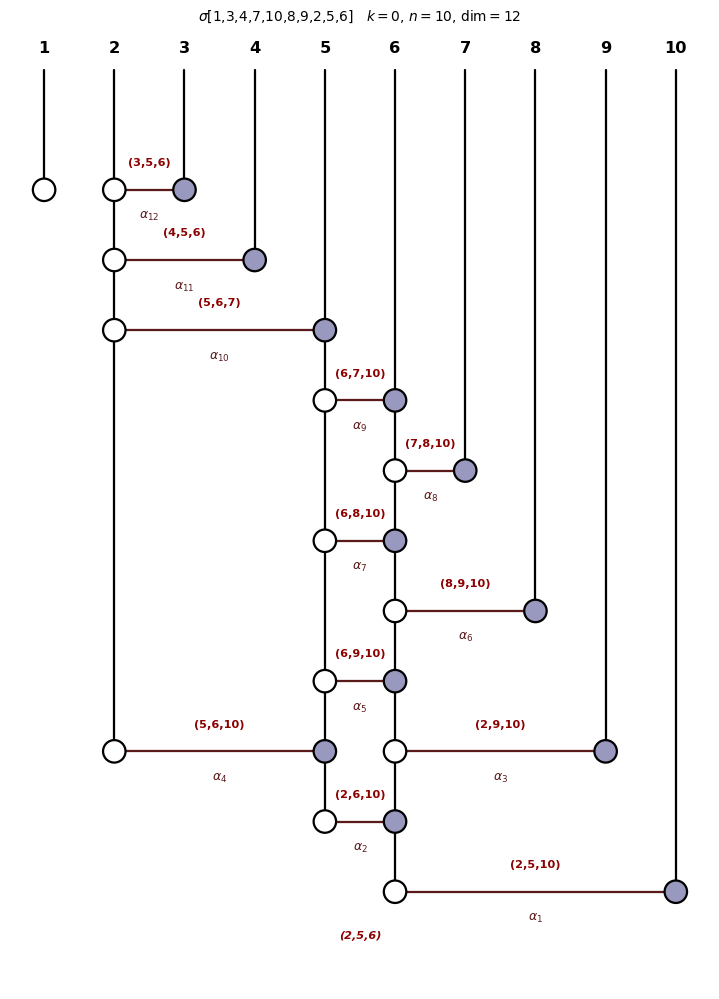 σ[1,3,4,7,10,8,9,2,5,6] k = 0, n = 10, dim = 12
1 2 3 4 5 6 7 8 9 10
(3,5,6)
α₁₂
(4,5,6)
α₁₁
(5,6,7)
α₁₀
(6,7,10)
α₉
(7,8,10)
α₈
(6,8,10)
α₇
(8,9,10)
α₆
(6,9,10)
α₅
(5,6,10) (2,9,10)
α₄ α₃
(2,6,10)
α₂
(2,5,10)
α₁
(2,5,6)